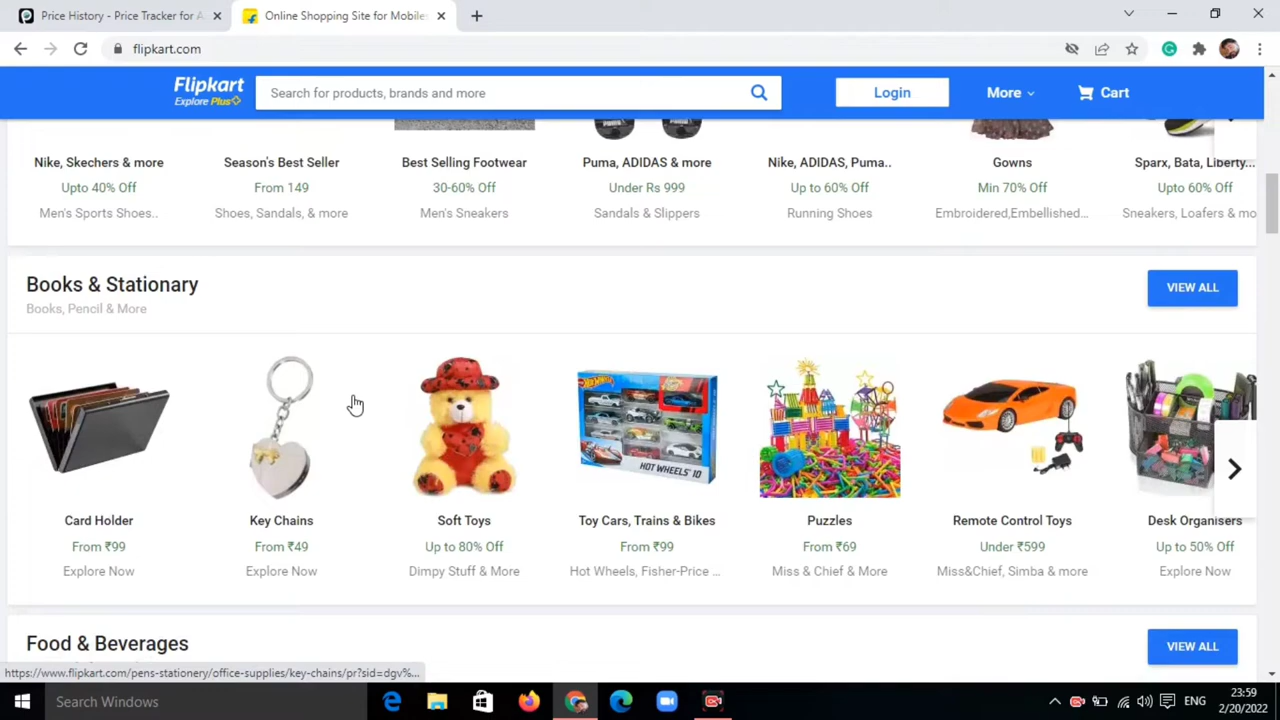 Price History - Price Tracker for A
Online Shopping Site for Mobiles
flipkart.com
Flipkart
Explore Plus
Search for products, brands and more
Login
More
Cart
Nike, Skechers & more
Season's Best Seller
Best Selling Footwear
Puma, ADIDAS & more
Nike, ADIDAS, Puma..
Gowns
Sparx, Bata, Liberty...
Upto 40% Off
From 149
30-60% Off
Under Rs 999
Up to 60% Off
Min 70% Off
Upto 60% Off
Men's Sports Shoes..
Shoes, Sandals, & more
Men's Sneakers
Sandals & Slippers
Running Shoes
Embroidered,Embellished...
Sneakers, Loafers & mo
Books & Stationary
VIEW ALL
Books, Pencil & More
HOT WHEELS 10
Card Holder
Key Chains
Soft Toys
Toy Cars, Trains & Bikes
Puzzles
Remote Control Toys
Desk Organisers
From ₹99
From ₹49
Up to 80% Off
From ₹99
From ₹69
Under ₹599
Up to 50% Off
Explore Now
Explore Now
Dimpy Stuff & More
Hot Wheels, Fisher-Price ...
Miss & Chief & More
Miss&Chief, Simba & more
Explore Now
Food & Beverages
VIEW ALL
https://www.flipkart.com/pens-stationery/office-supplies/key-chains/pr?sid=dgv%...
Search Windows
ENG
23:59
2/20/2022